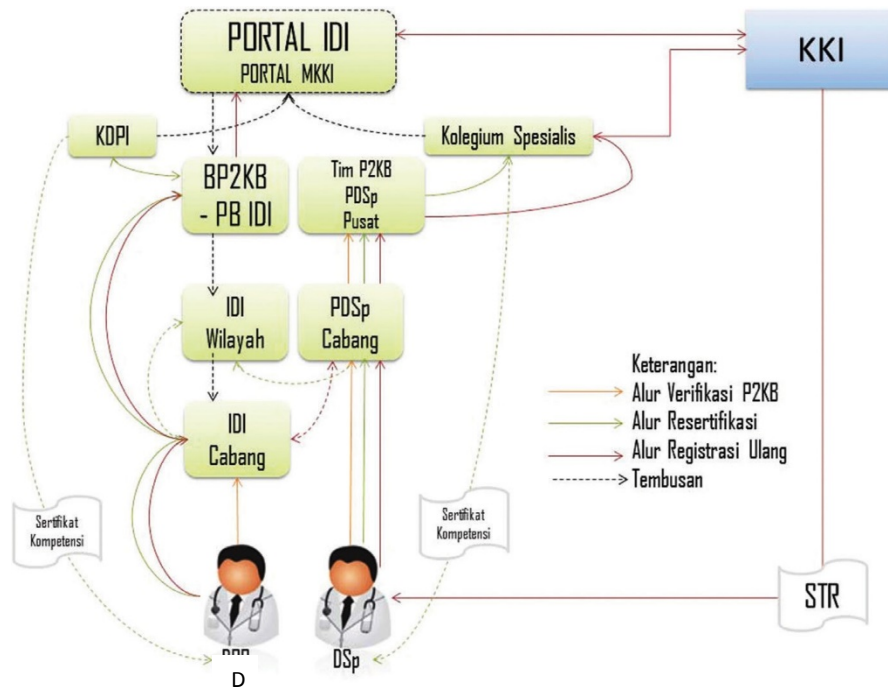 PORTAL IDI
PORTAL MKKI
KKI
KDPI
Kolegium Spesialis
BP2KB
- PB IDI
Tim P2KB
PDSp
Pusat
IDI
Wilayah
PDSp
Cabang
Keterangan:
Alur Verifikasi P2KB
Alur Resertifikasi
Alur Registrasi Ulang
Tembusan
IDI
Cabang
Sertifikat
Kompetensi
Sertifikat
Kompetensi
STR
DSp
D